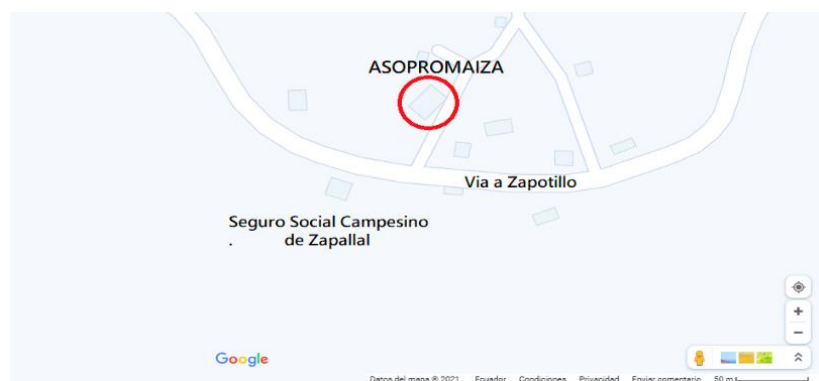 ASOPROMAIZA
Via a Zapotillo
Seguro Social Campesino
. de Zapallal
Google
Datos del mapa © 2021 Ecuador Condiciones Privacidad Enviar comentario 50 m